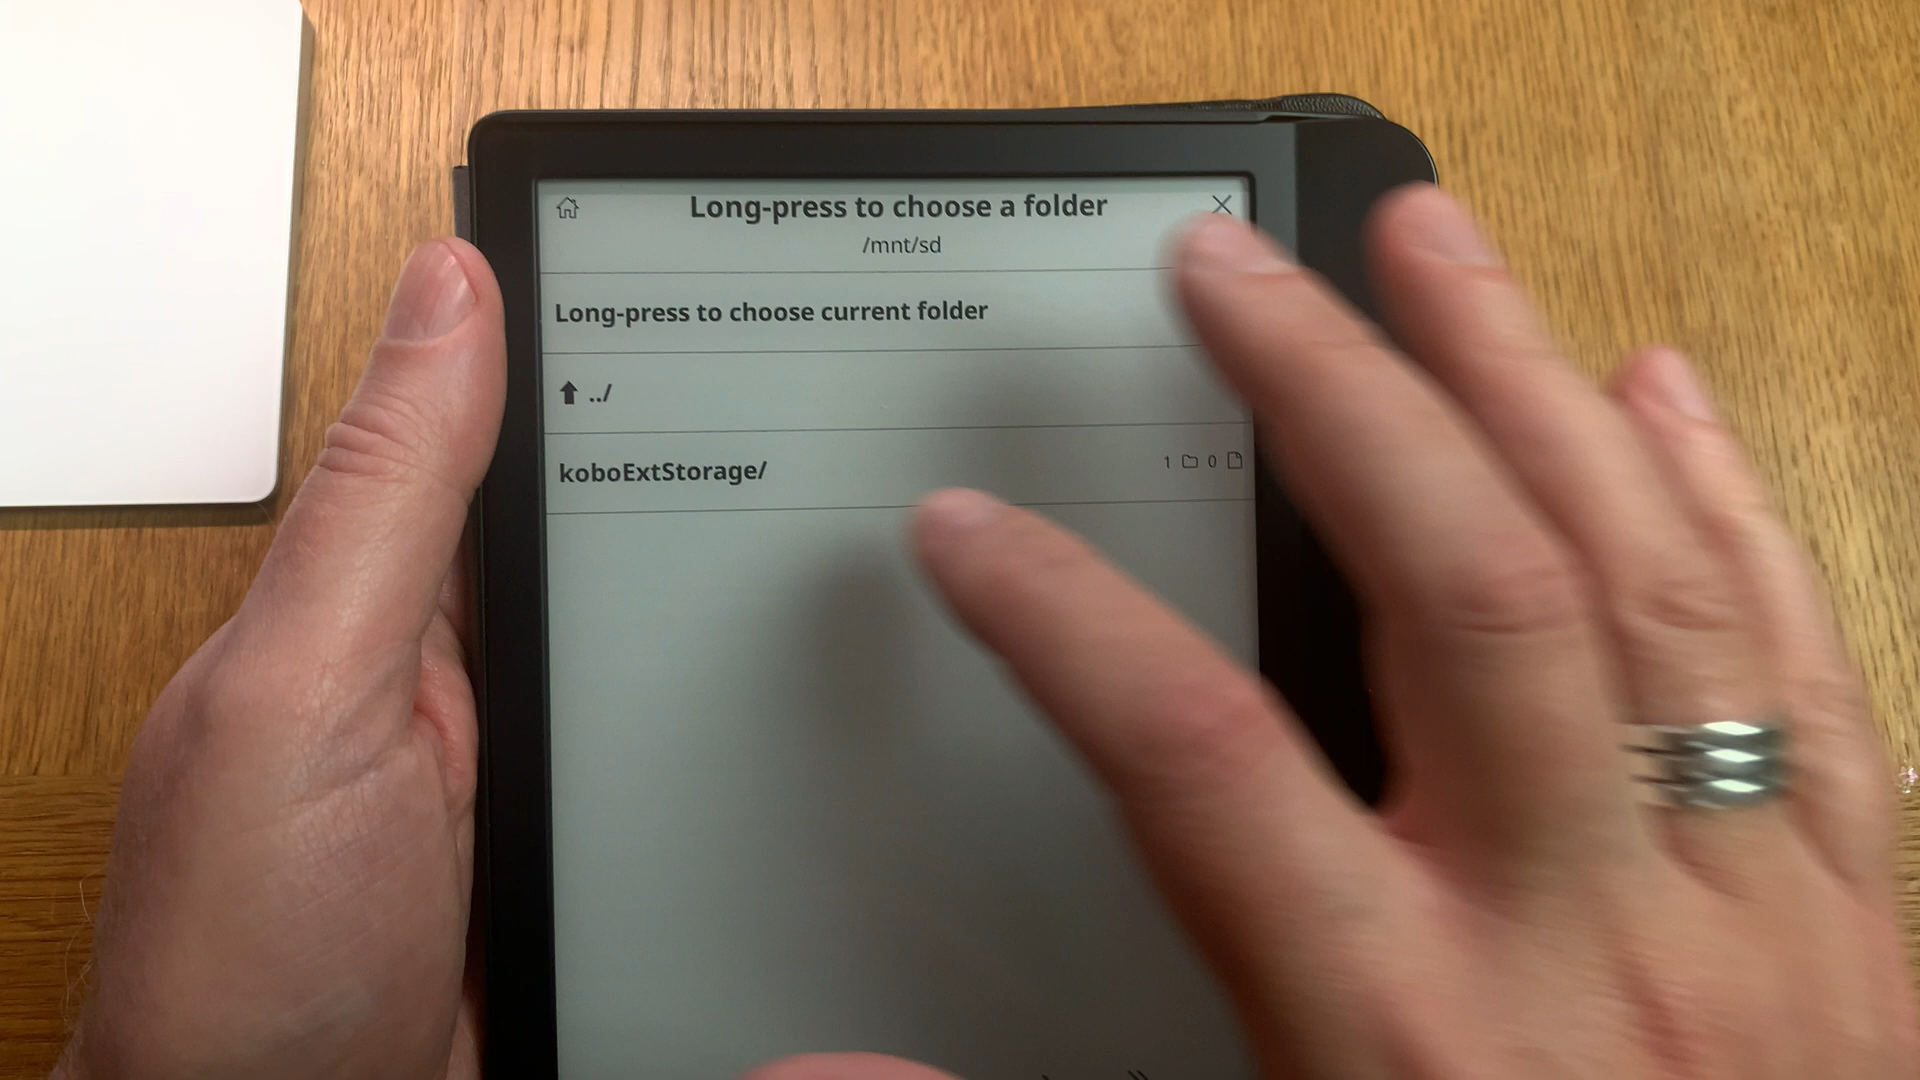 Long-press to choose a folder
/mnt/sd
Long-press to choose current folder
../
koboExtStorage/
1 0